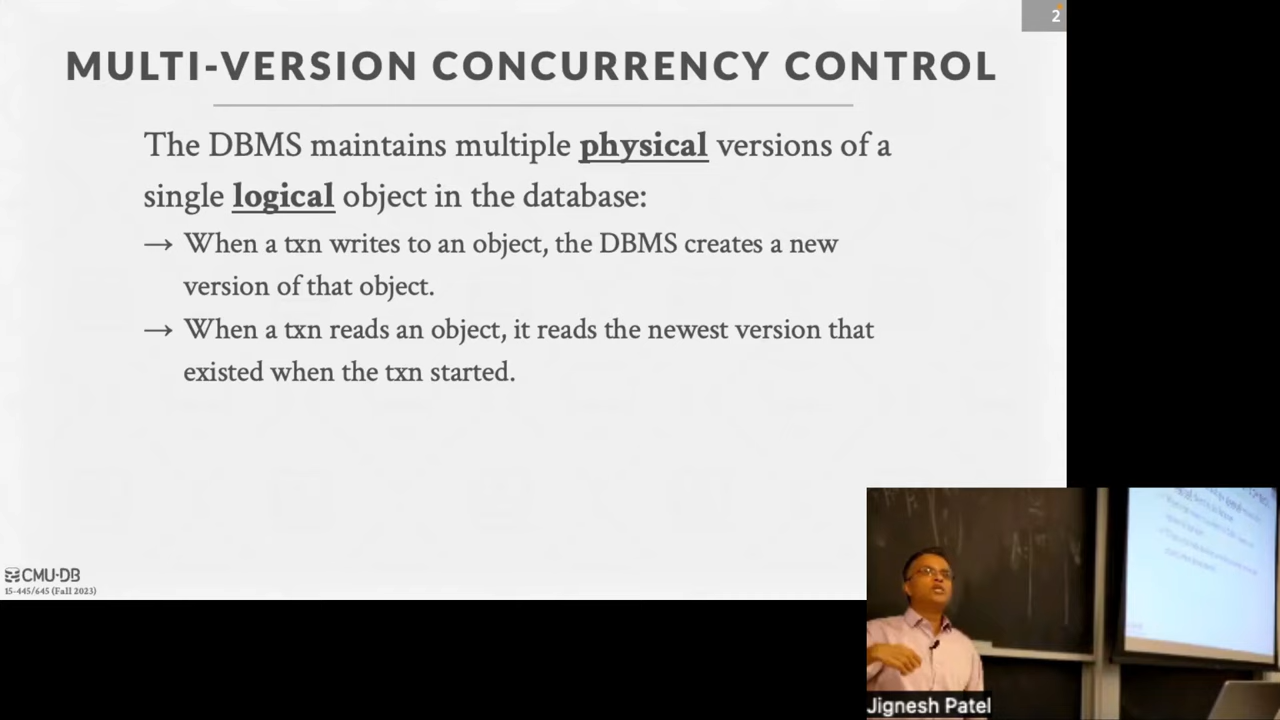 2
MULTI-VERSION CONCURRENCY CONTROL
The DBMS maintains multiple physical versions of a
single logical object in the database:
→ When a txn writes to an object, the DBMS creates a new
version of that object.
→ When a txn reads an object, it reads the newest version that
existed when the txn started.
CMU·DB
15-445/645 (Fall 2023)
Jignesh Patel